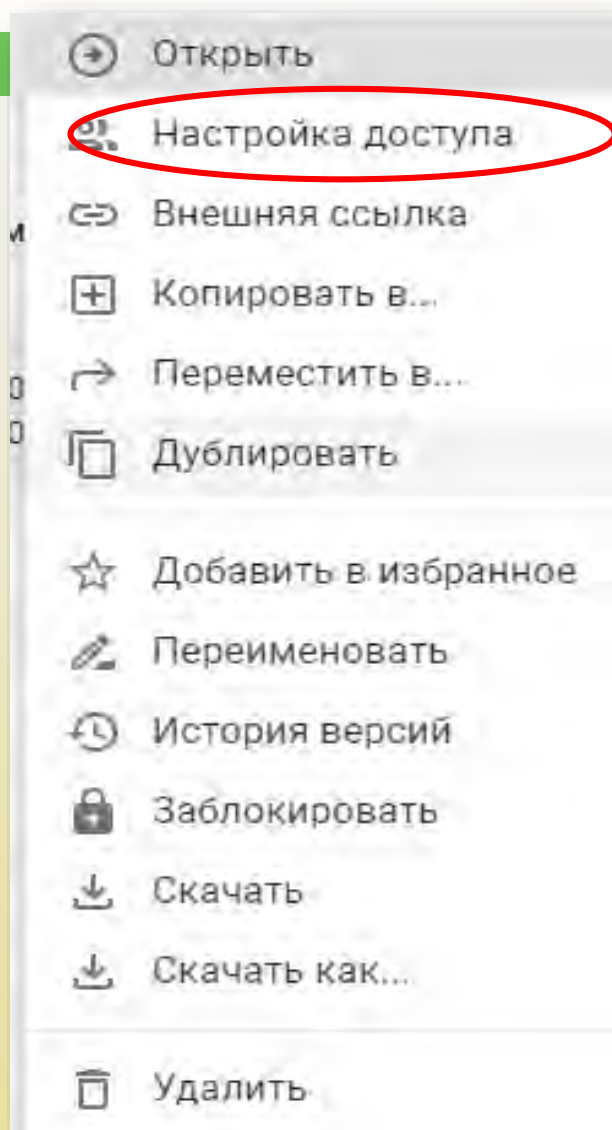 Открыть
Настройка доступа
Внешняя ссылка
Копировать в...
Переместить в...
Дублировать
Добавить в избранное
Переименовать
История версий
Заблокировать
Скачать
Скачать как...
Удалить